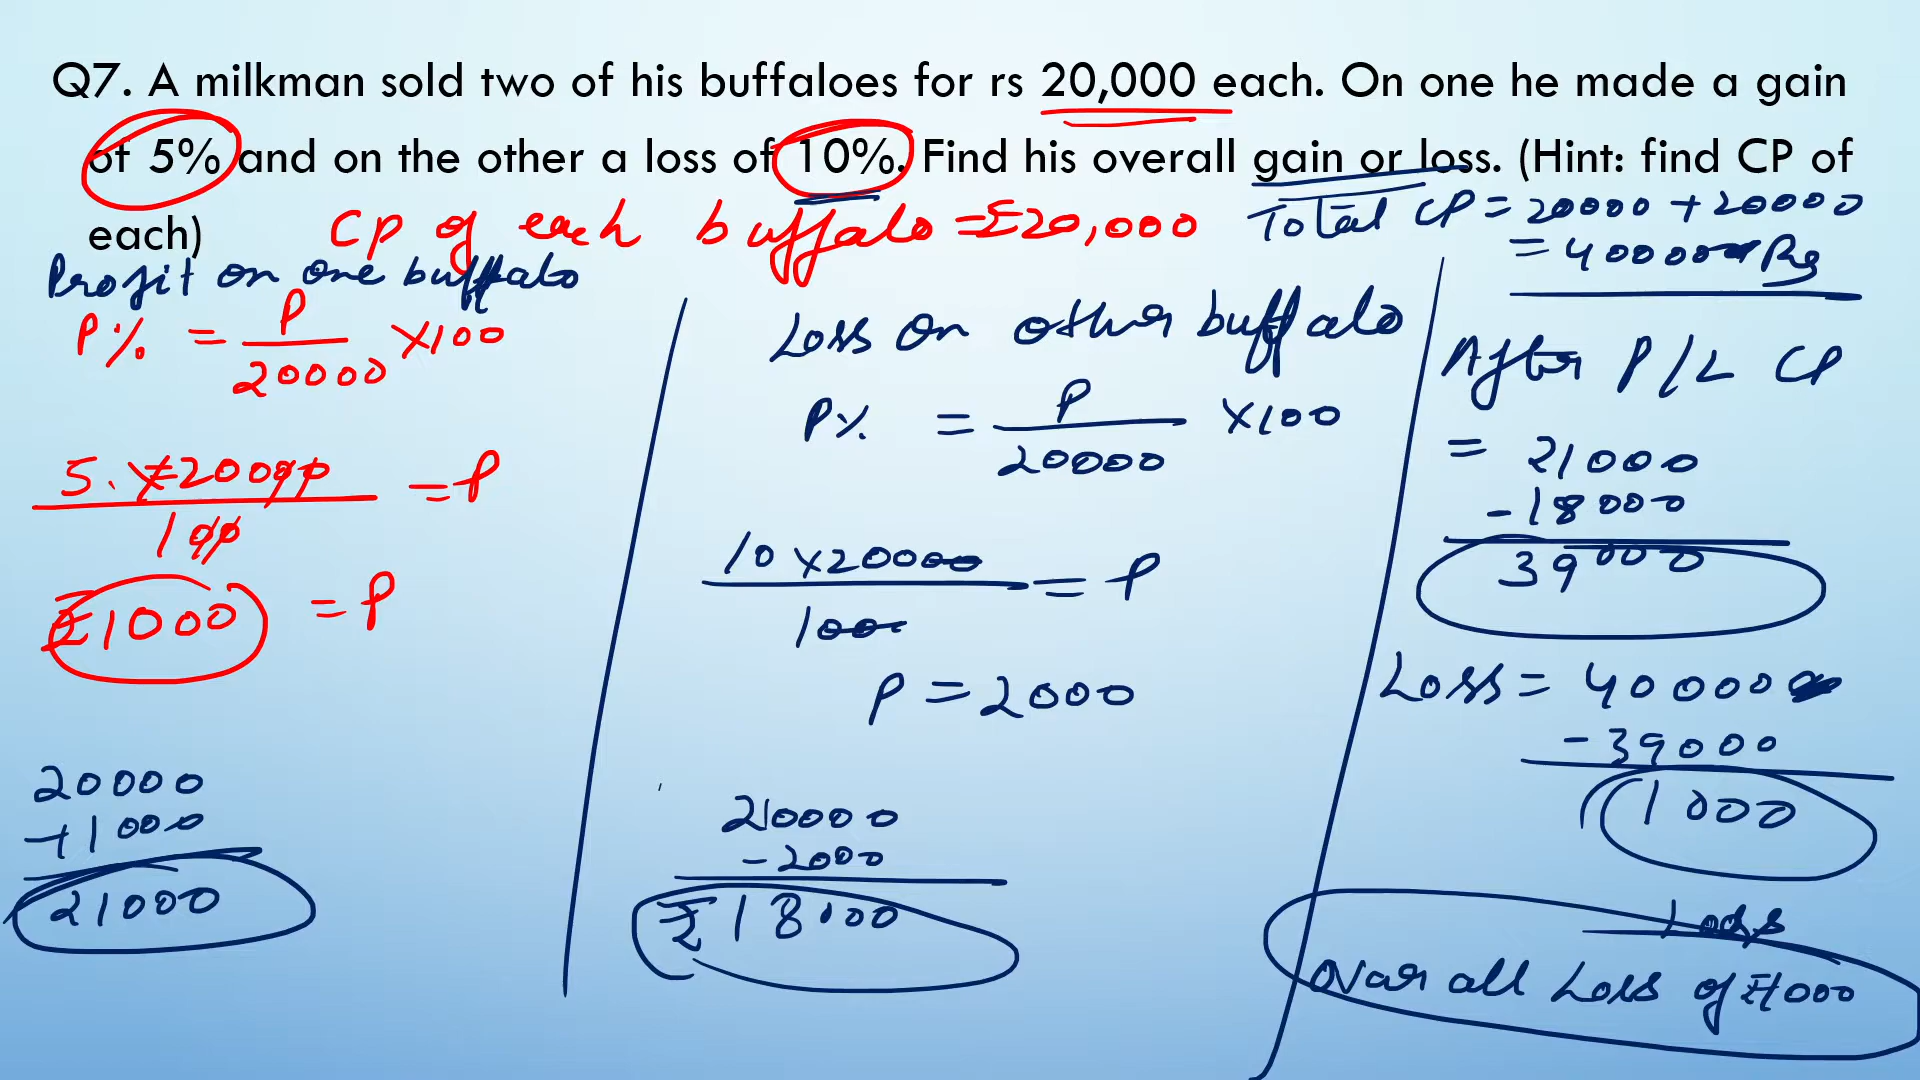 Q7. A milkman sold two of his buffaloes for rs 20,000 each. On one he made a gain
of 5% and on the other a loss of 10%. Find his overall gain or loss. (Hint: find CP of
each)
CP of each buffalo = ₹20,000
Total CP = 20000 + 20000
= 40000 Rs
Profit on one buffalo
P% = P/20000 × 100
5 × ₹20000/100 = P
₹1000 = P
20000
+1000
21000
Loss on other buffalo
P% = P/20000 × 100
10 × 20000/100 = P
P = 2000
20000
-2000
₹18000
After P/L CP
= 21000
-18000
39000
Loss = 40000
-39000
1000
Loss
Over all Loss of ₹1000